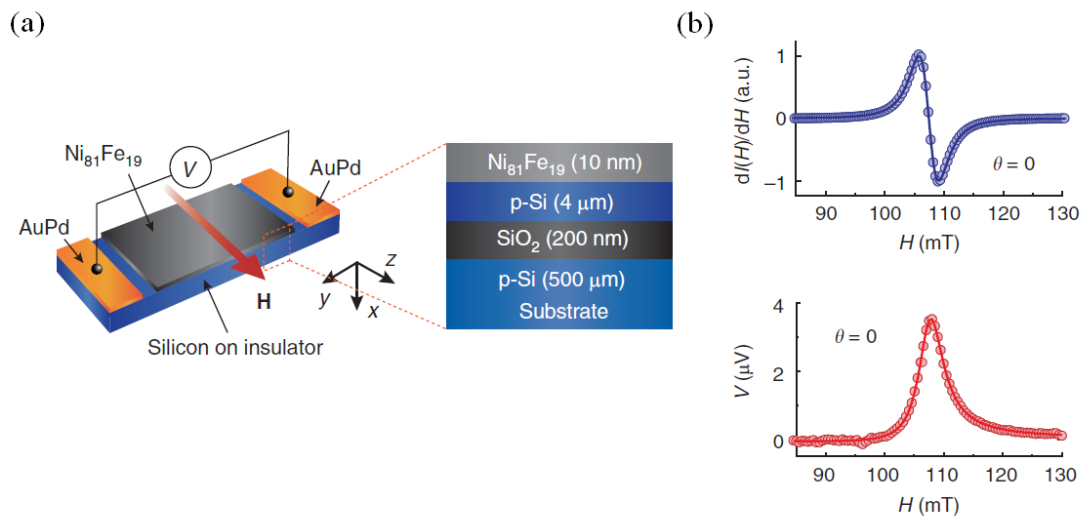 (a)
Ni₈₁Fe₁₉
V
AuPd
AuPd
H
z
y
x
Silicon on insulator
Ni₈₁Fe₁₉ (10 nm)
p-Si (4 μm)
SiO₂ (200 nm)
p-Si (500 μm)
Substrate
(b)
dI(H)/dH (a.u.)
1
0
−1
θ = 0
90 100 110 120 130
H (mT)
V (μV)
4
2
0
θ = 0
90 100 110 120 130
H (mT)